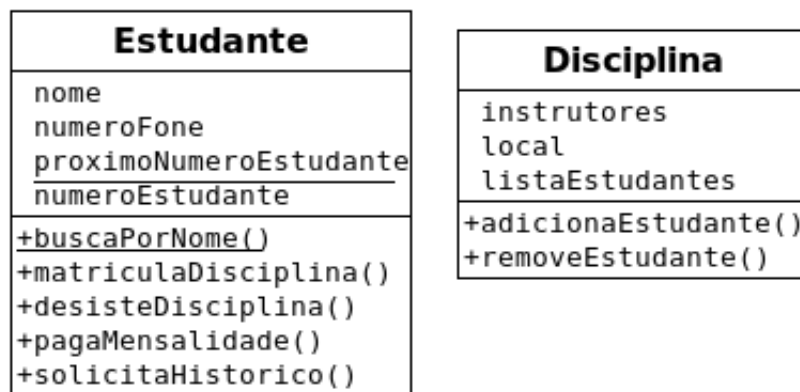 Estudante
nome
numeroFone
proximoNumeroEstudante
numeroEstudante
+buscaPorNome()
+matriculaDisciplina()
+desisteDisciplina()
+pagaMensalidade()
+solicitaHistorico()
Disciplina
instrutores
local
listaEstudantes
+adicionaEstudante()
+removeEstudante()